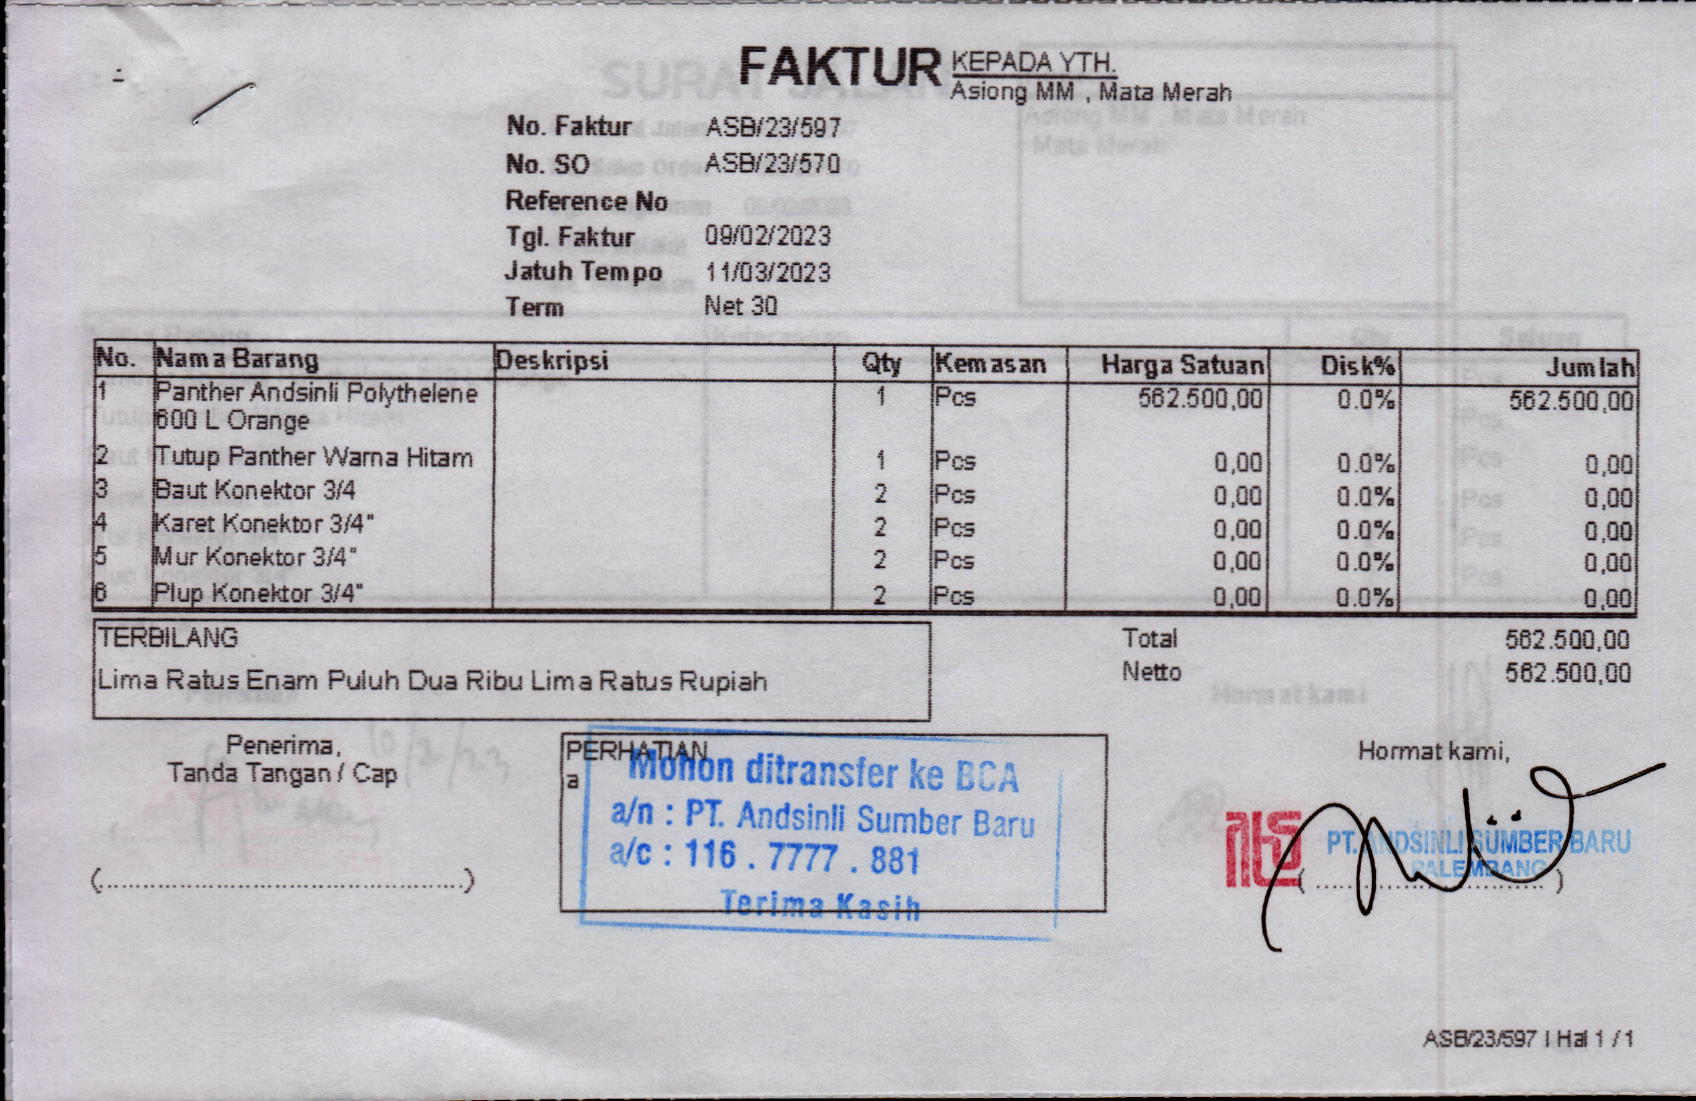 FAKTUR
KEPADA YTH.
Asiong MM , Mata Merah
No. Faktur ASB/23/597
No. SO ASB/23/570
Reference No
Tgl. Faktur 09/02/2023
Jatuh Tempo 11/03/2023
Term Net 30
No. Nama Barang Deskripsi Qty Kemasan Harga Satuan Disk% Jumlah
1 Panther Andsinli Polythelene 1 Pcs 562.500,00 0.0% 562.500,00
600 L Orange
2 Tutup Panther Warna Hitam 1 Pcs 0,00 0.0% 0,00
3 Baut Konektor 3/4 2 Pcs 0,00 0.0% 0,00
4 Karet Konektor 3/4" 2 Pcs 0,00 0.0% 0,00
5 Mur Konektor 3/4" 2 Pcs 0,00 0.0% 0,00
6 Plup Konektor 3/4" 2 Pcs 0,00 0.0% 0,00
TERBILANG
Lima Ratus Enam Puluh Dua Ribu Lima Ratus Rupiah
Total 562.500,00
Netto 562.500,00
Penerima,
Tanda Tangan / Cap
(..........................................................)
PERHATIAN
a
Mohon ditransfer ke BCA
a/n : PT. Andsinli Sumber Baru
a/c : 116 . 7777 . 881
Terima Kasih
Hormat kami,
PT. ANDSINLI SUMBER BARU
PALEMBANG
( ..................................... )
ASB/23/597 | Hal 1 / 1